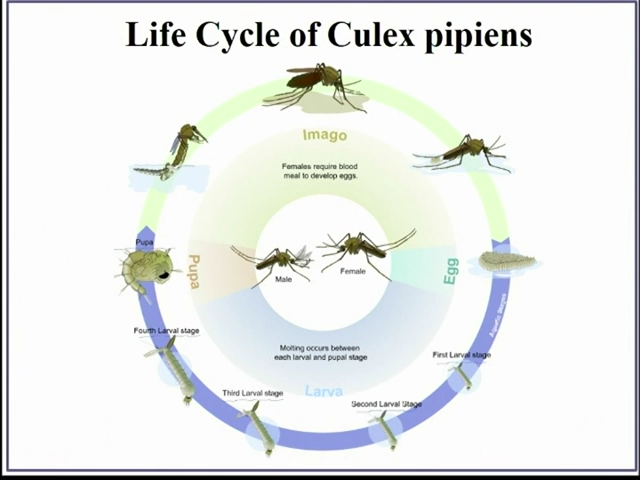 Life Cycle of Culex pipiens
Imago
Females require blood
meal to develop eggs.
Pupa
Pupa
Male
Female
Egg
Aquatic Stages
Fourth Larval stage
Molting occurs between
each larval and pupal stage
First Larval stage
Third Larval stage
Larva
Second Larval Stage